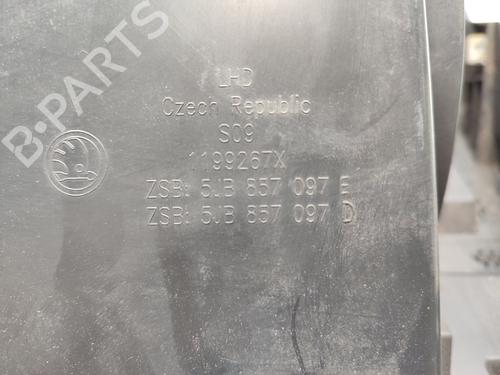 B-PARTS
LHD
Czech Republic
S09
1199267X
ZSB: 5JB 857 097 E
ZSB: 5JB 857 097 D